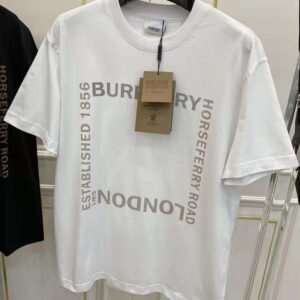 BURBERRY
HORSEFERRY ROAD
LONDON
ESTABLISHED 1856